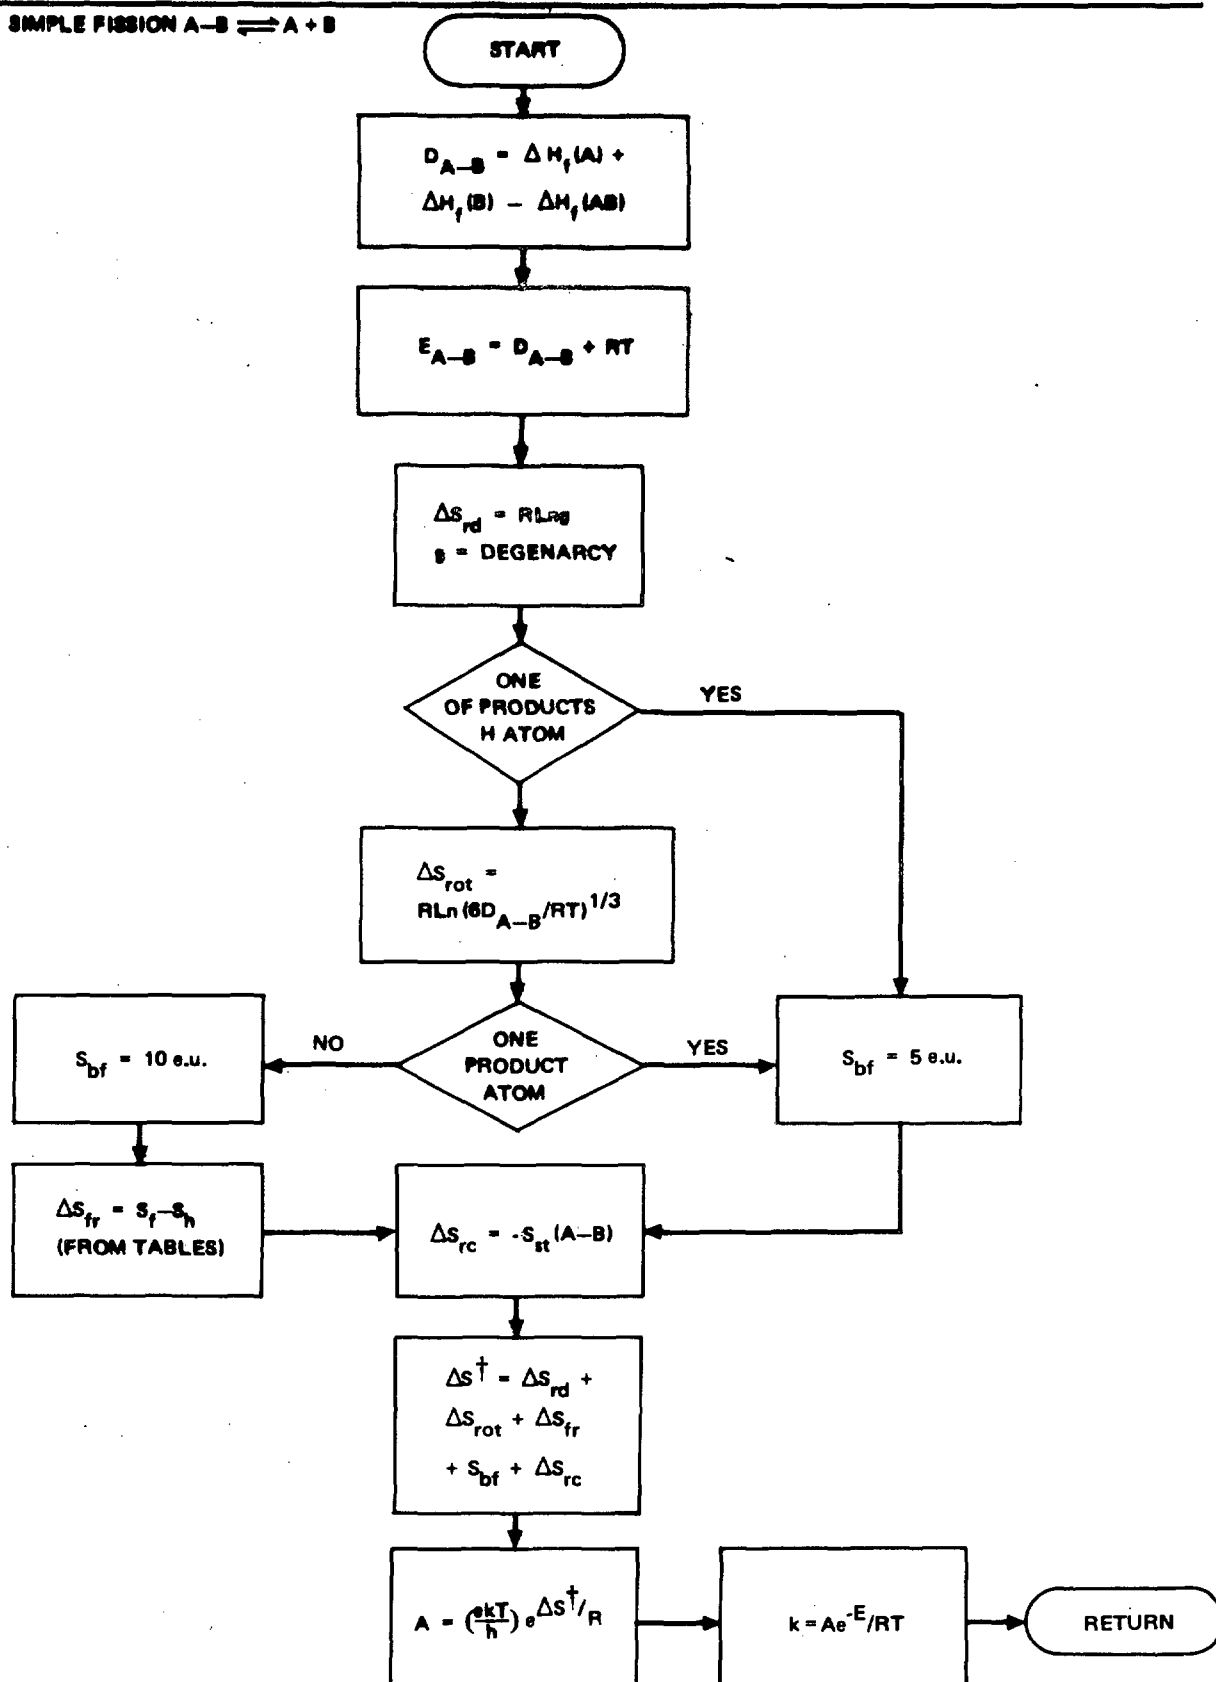 SIMPLE FISSION A–B ⇌ A + B
START
D_A–B = ΔH_f(A) +
ΔH_f(B) – ΔH_f(AB)
E_A–B = D_A–B + RT
ΔS_rd = RLng
g = DEGENARCY
ONE
OF PRODUCTS
H ATOM
YES
ΔS_rot =
RLn(6D_A–B/RT)^1/3
ONE
PRODUCT
ATOM
NO
YES
S_bf = 10 e.u.
S_bf = 5 e.u.
ΔS_fr = S_f–S_h
(FROM TABLES)
ΔS_rc = -S_st(A–B)
ΔS† = ΔS_rd +
ΔS_rot + ΔS_fr
+ S_bf + ΔS_rc
A = (ekT/h) e^ΔS†/R
k = Ae^-E/RT
RETURN